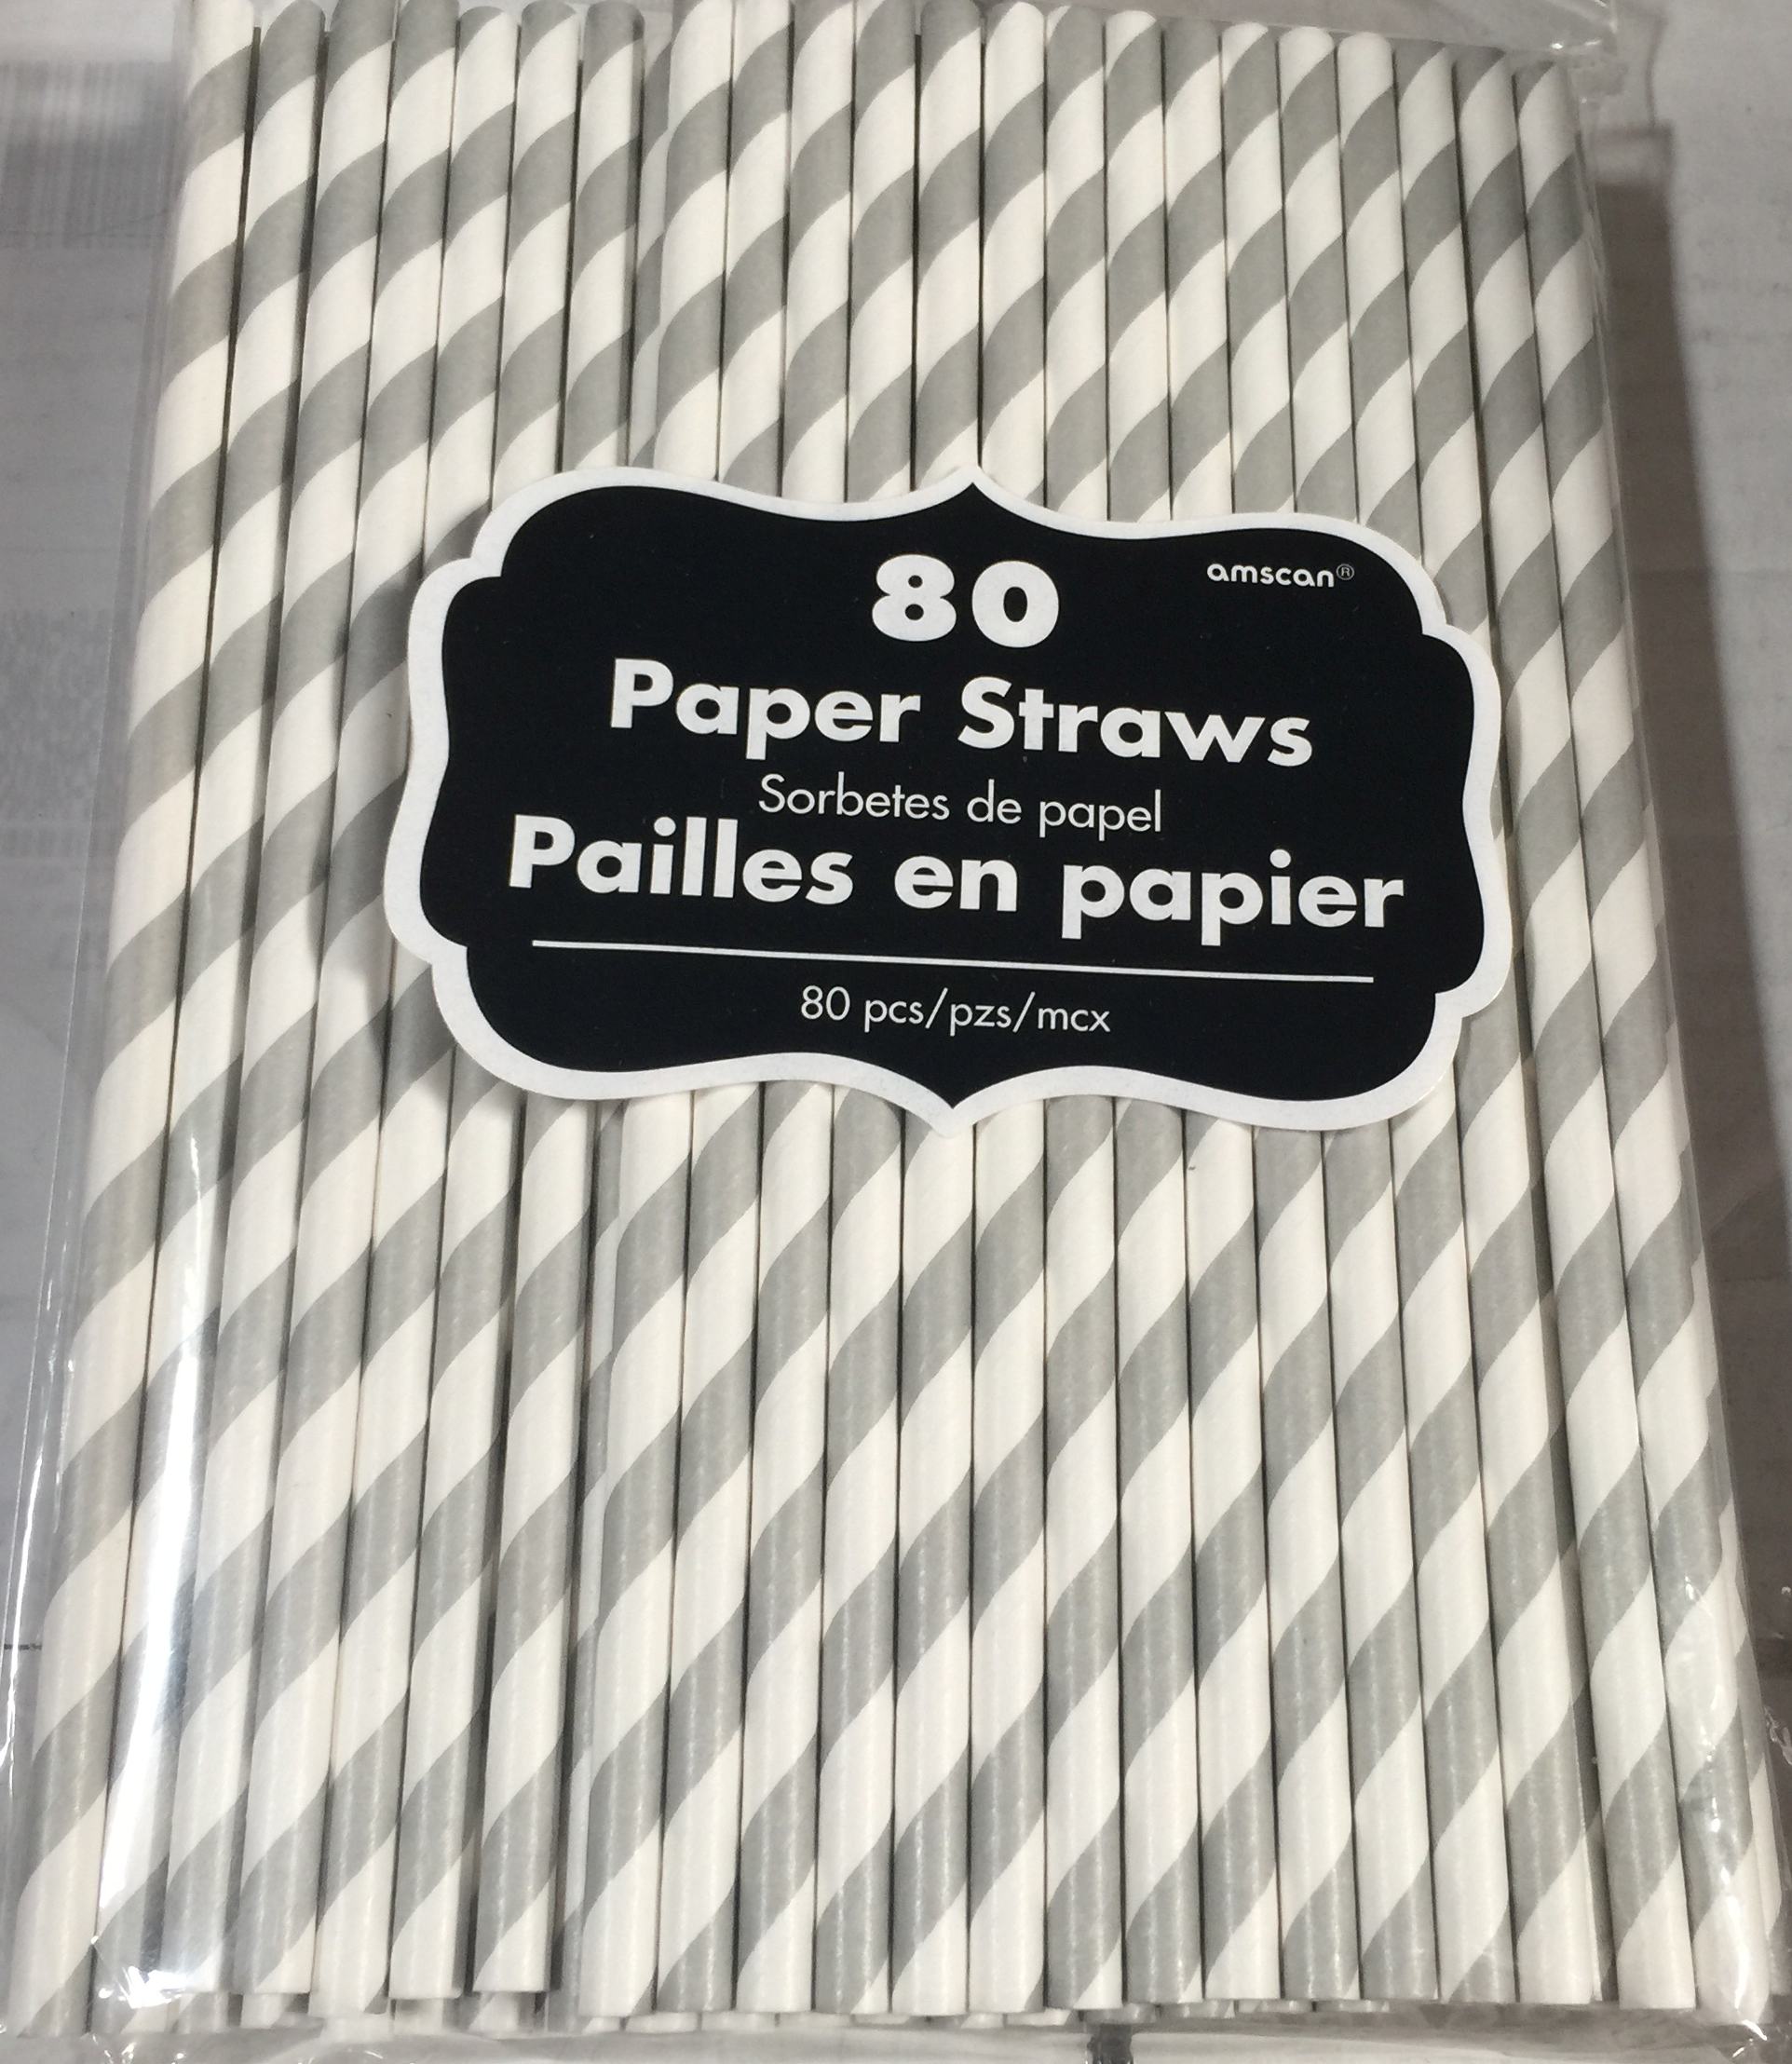 80
amscan®
Paper Straws
Sorbetes de papel
Pailles en papier
80 pcs/pzs/mcx